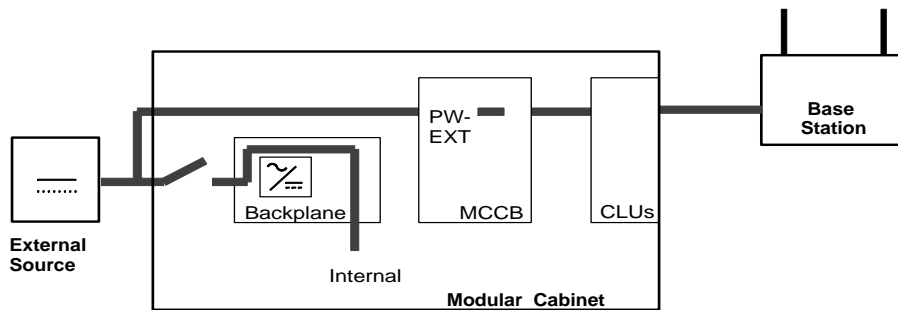 Base
Station
PW-
EXT
Backplane
MCCB
CLUs
External
Source
Internal
Modular Cabinet